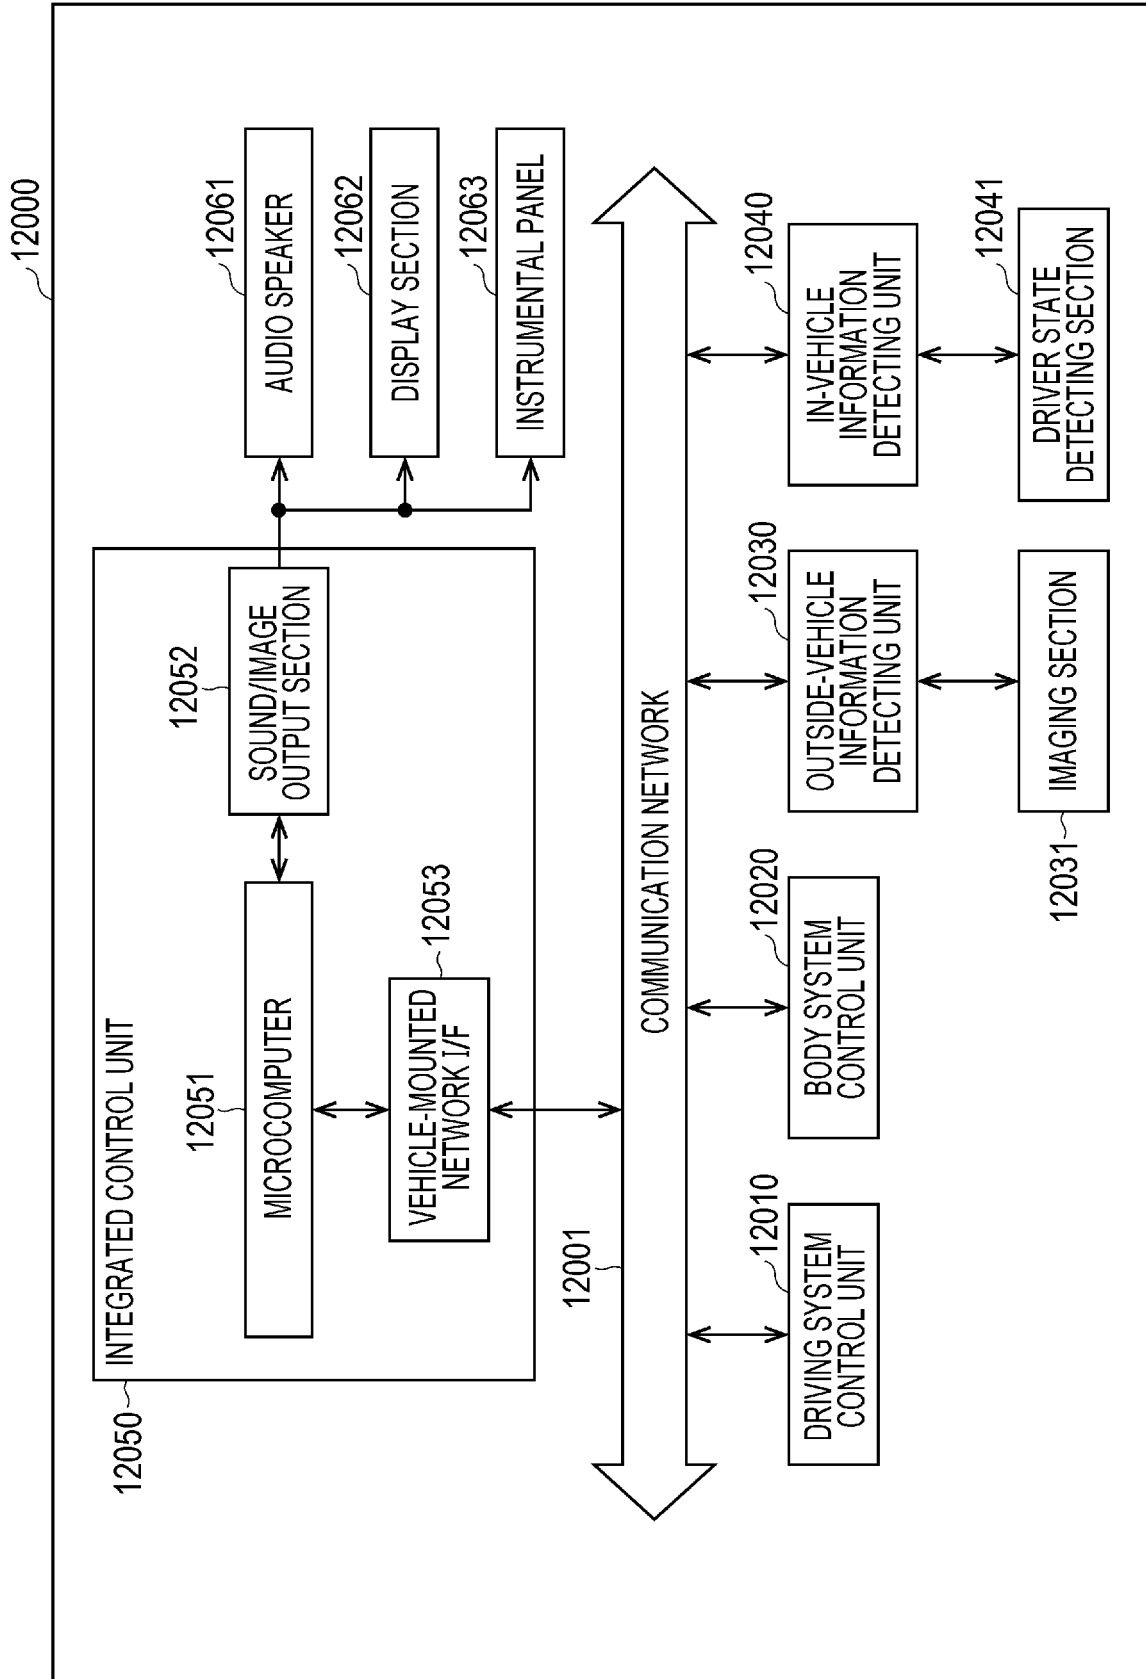 12000
12050
INTEGRATED CONTROL UNIT
12051
MICROCOMPUTER
12052
SOUND/IMAGE
OUTPUT SECTION
12053
VEHICLE-MOUNTED
NETWORK I/F
12061
AUDIO SPEAKER
12062
DISPLAY SECTION
12063
INSTRUMENTAL PANEL
12001
COMMUNICATION NETWORK
12010
DRIVING SYSTEM
CONTROL UNIT
12020
BODY SYSTEM
CONTROL UNIT
12030
OUTSIDE-VEHICLE
INFORMATION
DETECTING UNIT
12040
IN-VEHICLE
INFORMATION
DETECTING UNIT
12031
IMAGING SECTION
12041
DRIVER STATE
DETECTING SECTION